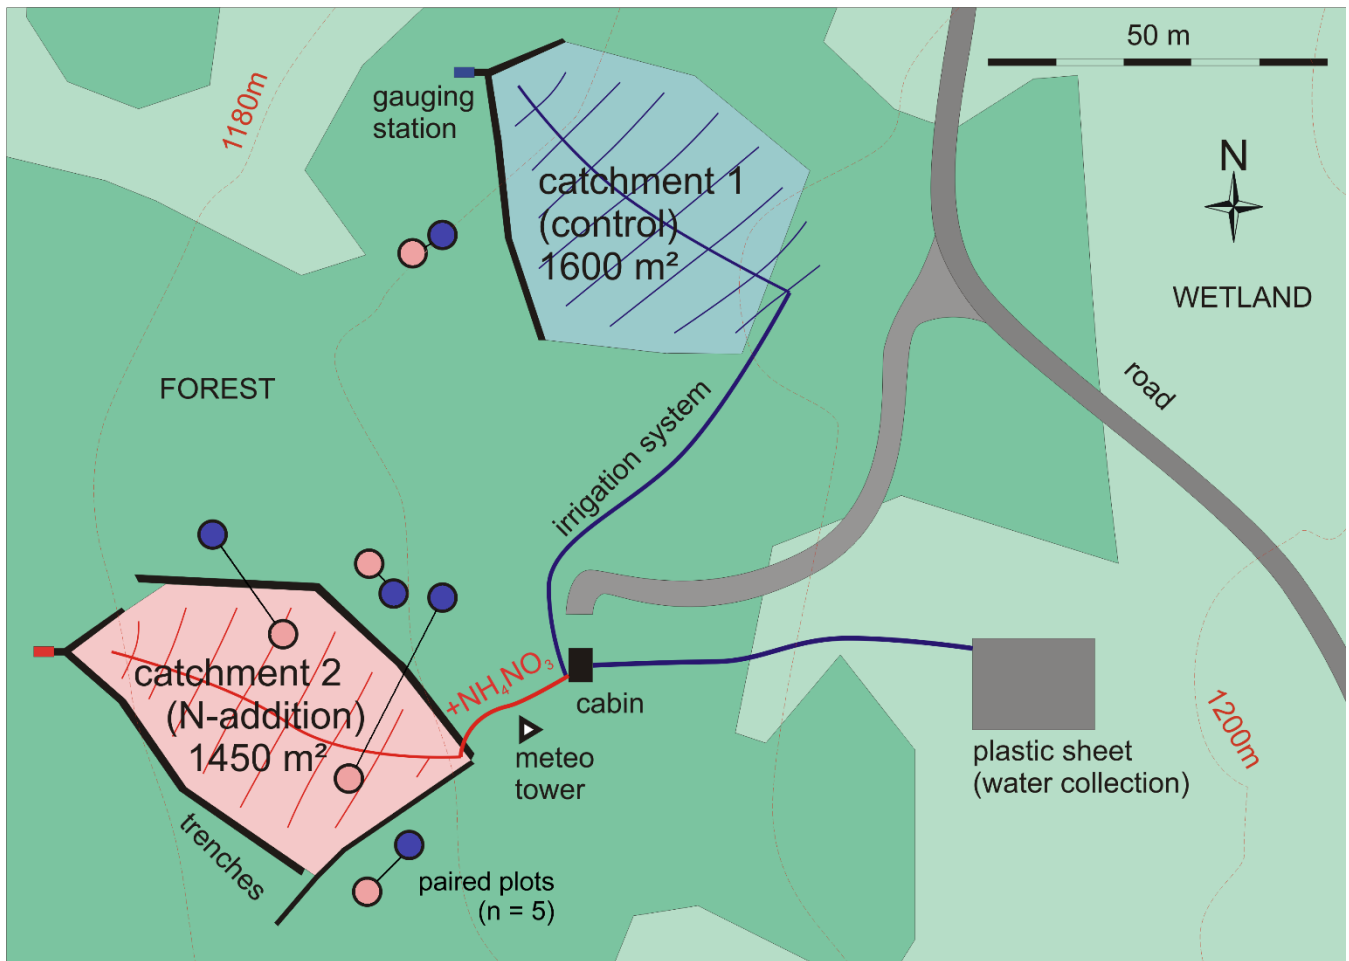 50 m
1180m
gauging
station
N
catchment 1
(control)
1600 m²
WETLAND
FOREST
road
irrigation system
catchment 2
(N-addition)
1450 m²
+NH₄NO₃
cabin
meteo
tower
1200m
plastic sheet
(water collection)
trenches
paired plots
(n = 5)